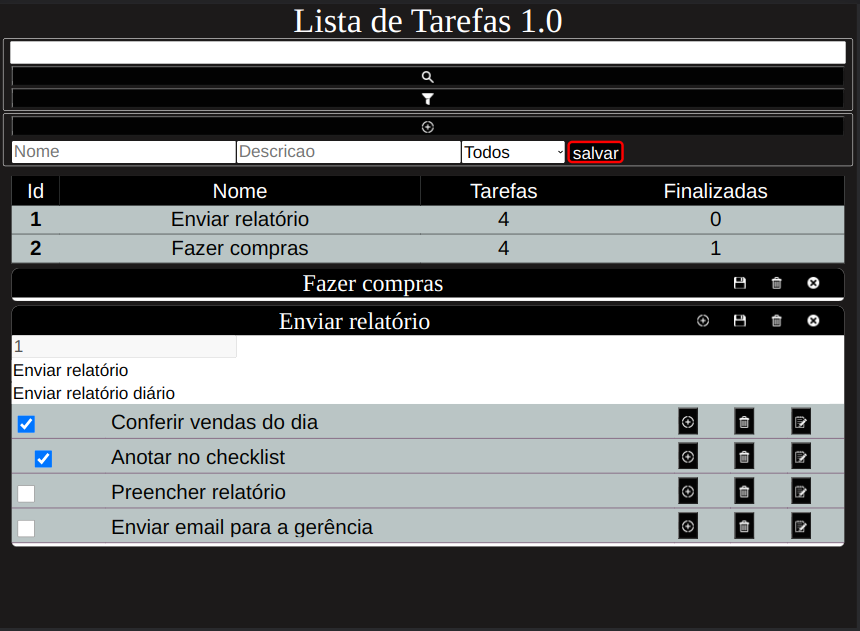 Lista de Tarefas 1.0
Nome Descricao Todos salvar
Id Nome Tarefas Finalizadas
1 Enviar relatório 4 0
2 Fazer compras 4 1
Fazer compras
Enviar relatório
1
Enviar relatório
Enviar relatório diário
Conferir vendas do dia
Anotar no checklist
Preencher relatório
Enviar email para a gerência